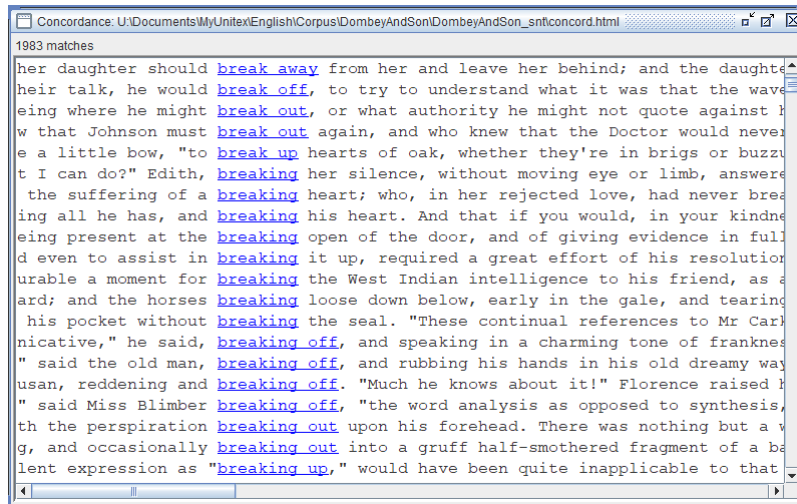 Concordance: U:\Documents\MyUnitex\English\Corpus\DombeyAndSon\DombeyAndSon_snt\concord.html
1983 matches
her daughter should break away from her and leave her behind; and the daughte
heir talk, he would break off, to try to understand what it was that the wave
eing where he might break out, or what authority he might not quote against h
w that Johnson must break out again, and who knew that the Doctor would never
e a little bow, "to break up hearts of oak, whether they're in brigs or buzzu
t I can do?" Edith, breaking her silence, without moving eye or limb, answere
the suffering of a breaking heart; who, in her rejected love, had never brea
ing all he has, and breaking his heart. And that if you would, in your kindne
eing present at the breaking open of the door, and of giving evidence in full
d even to assist in breaking it up, required a great effort of his resolution
urable a moment for breaking the West Indian intelligence to his friend, as a
ard; and the horses breaking loose down below, early in the gale, and tearing
his pocket without breaking the seal. "These continual references to Mr Cark
nicative," he said, breaking off, and speaking in a charming tone of franknes
" said the old man, breaking off, and rubbing his hands in his old dreamy way
usan, reddening and breaking off. "Much he knows about it!" Florence raised h
" said Miss Blimber breaking off, "the word analysis as opposed to synthesis,
th the perspiration breaking out upon his forehead. There was nothing but a w
g, and occasionally breaking out into a gruff half-smothered fragment of a ba
lent expression as "breaking up," would have been quite inapplicable to that